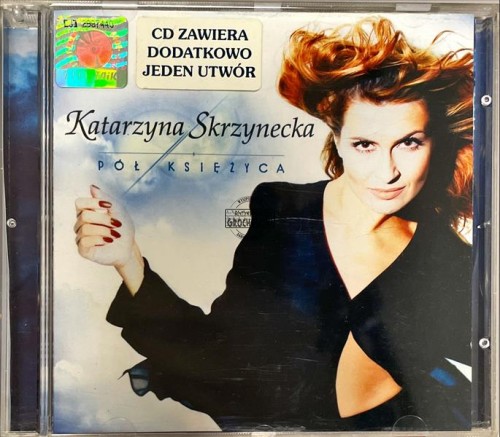 CD ZAWIERA
DODATKOWO
JEDEN UTWÓR
Katarzyna Skrzynecka
PÓŁ KSIĘŻYCA